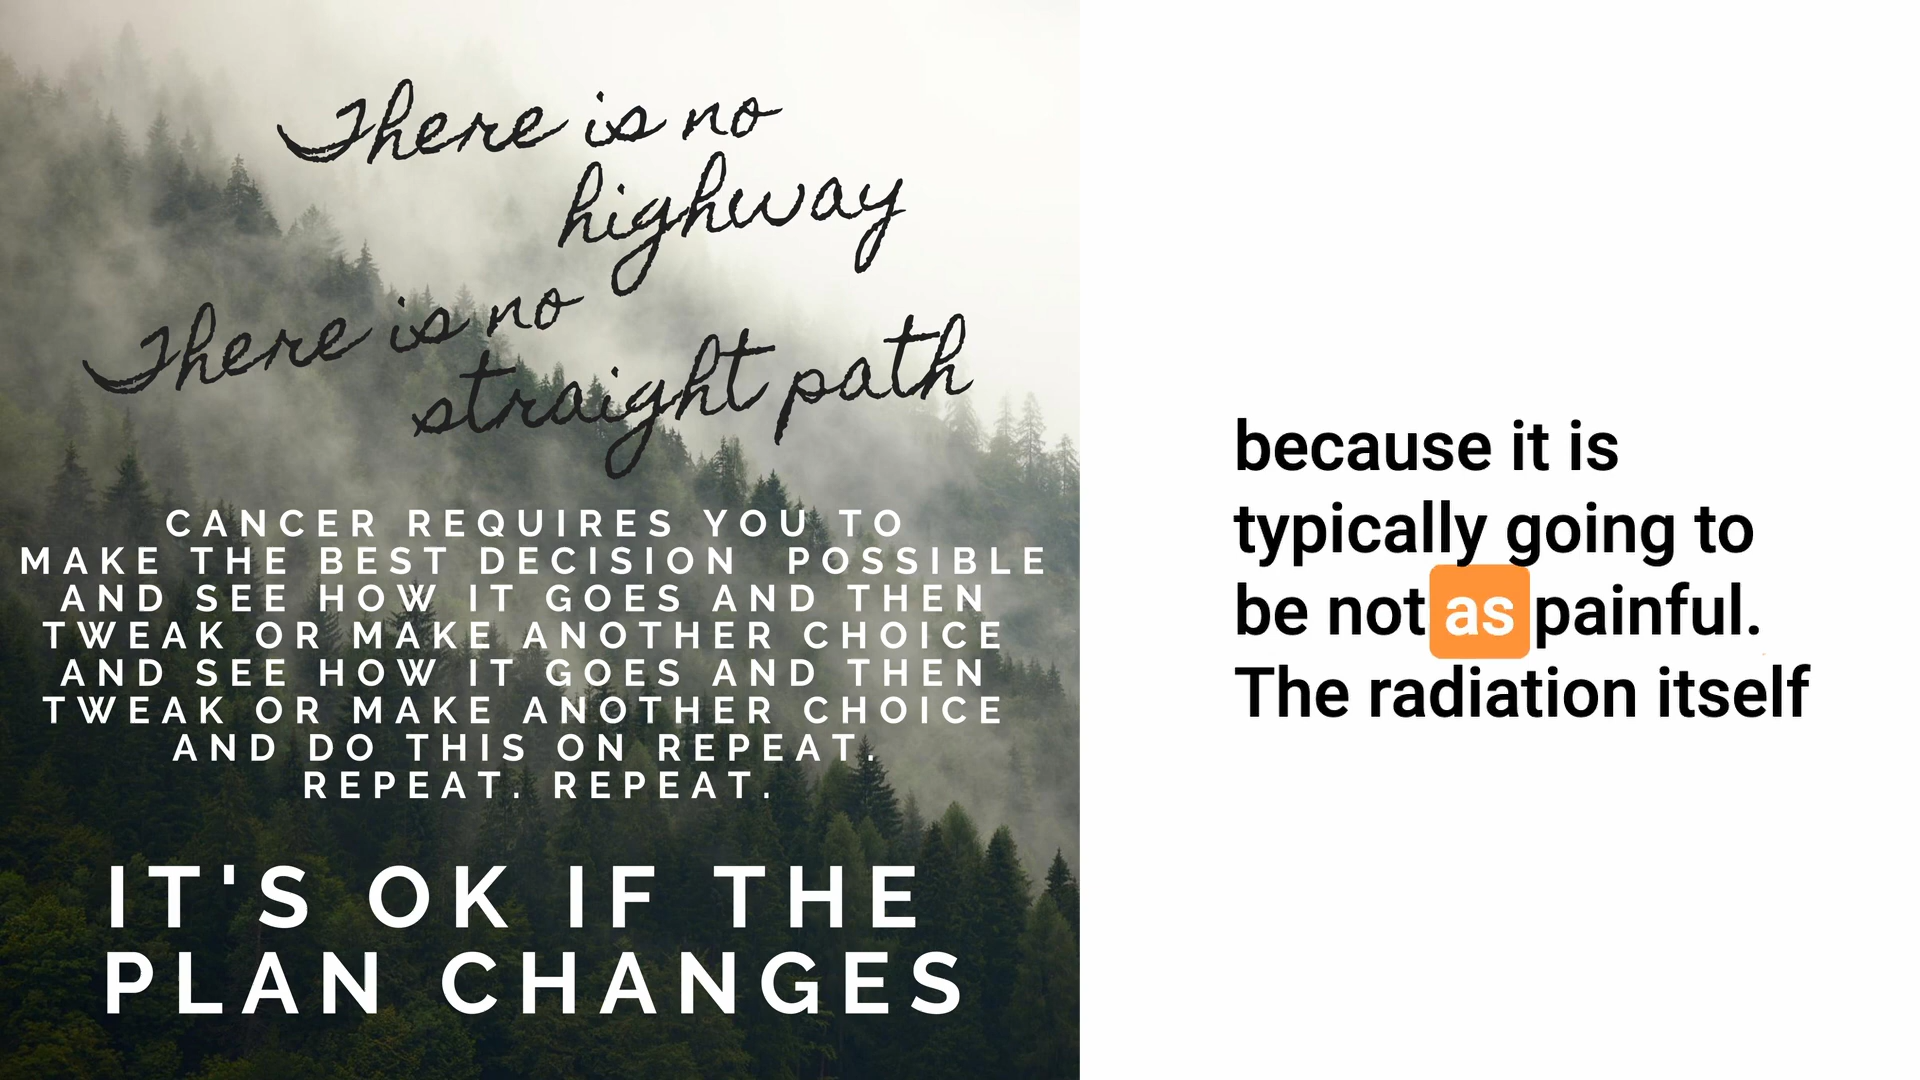 There is no
highway
There is no
straight path
CANCER REQUIRES YOU TO
MAKE THE BEST DECISION POSSIBLE
AND SEE HOW IT GOES AND THEN
TWEAK OR MAKE ANOTHER CHOICE
AND SEE HOW IT GOES AND THEN
TWEAK OR MAKE ANOTHER CHOICE
AND DO THIS ON REPEAT.
REPEAT. REPEAT.
IT'S OK IF THE
PLAN CHANGES
because it is
typically going to
be not as painful.
The radiation itself